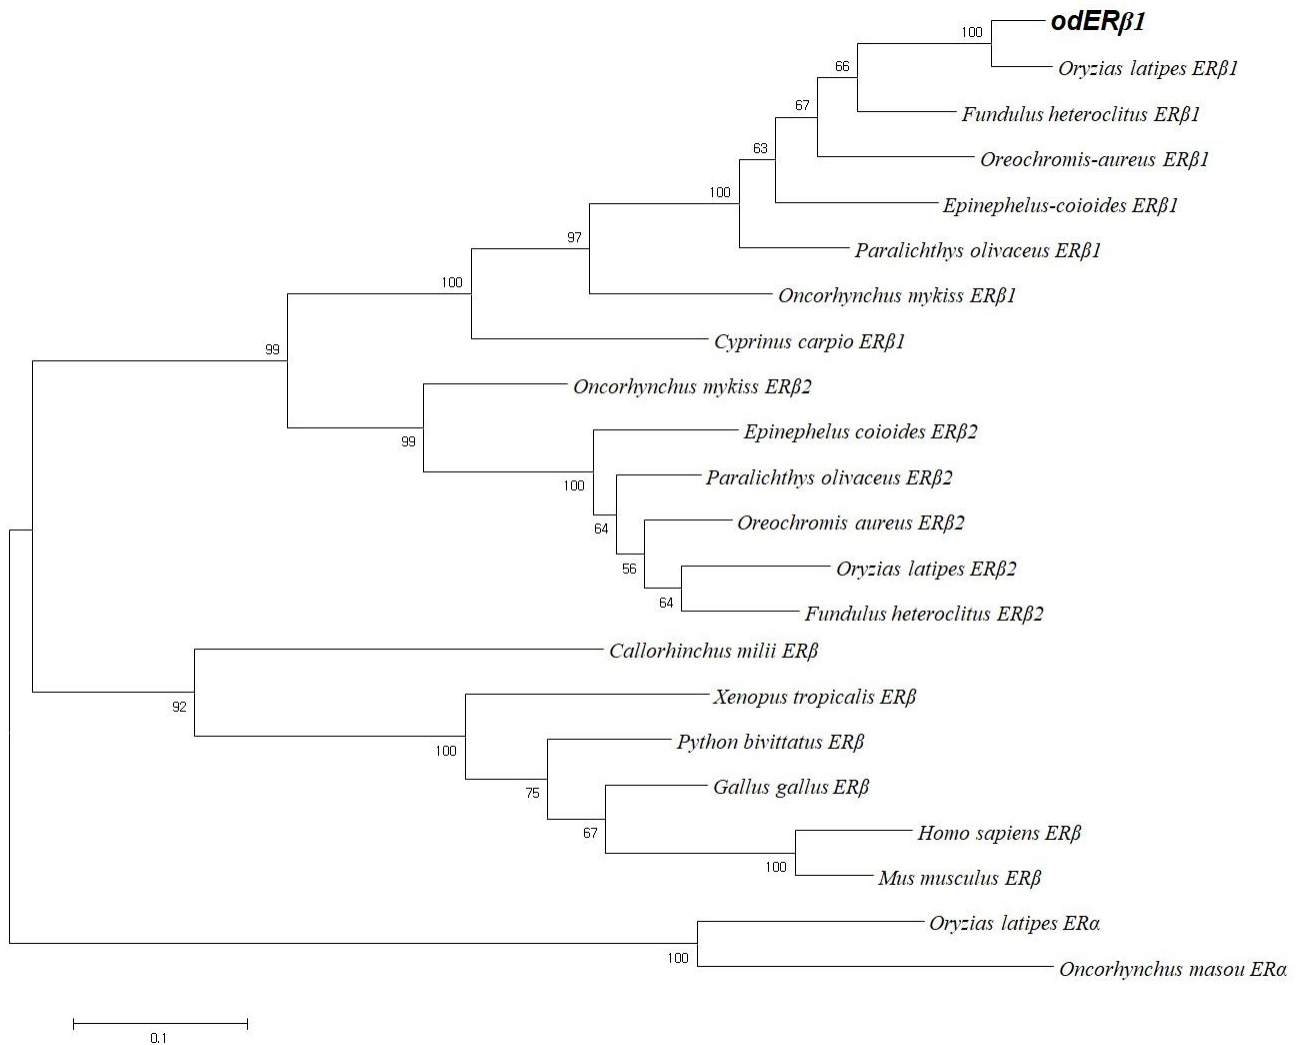 odERβ1
100
Oryzias latipes ERβ1
66
Fundulus heteroclitus ERβ1
67
Oreochromis-aureus ERβ1
63
Epinephelus-coioides ERβ1
100
Paralichthys olivaceus ERβ1
97
Oncorhynchus mykiss ERβ1
100
Cyprinus carpio ERβ1
99
Oncorhynchus mykiss ERβ2
99
Epinephelus coioides ERβ2
100
Paralichthys olivaceus ERβ2
64
Oreochromis aureus ERβ2
56
Oryzias latipes ERβ2
64
Fundulus heteroclitus ERβ2
Callorhinchus milii ERβ
92
Xenopus tropicalis ERβ
100
Python bivittatus ERβ
75
Gallus gallus ERβ
67
Homo sapiens ERβ
100
Mus musculus ERβ
Oryzias latipes ERα
100
Oncorhynchus masou ERα
0.1